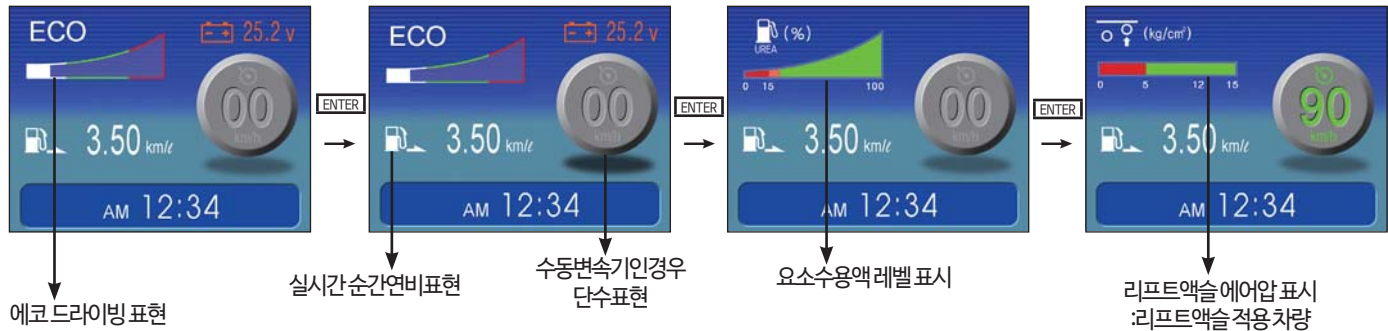 ECO
25.2 v
00
km/h
3.50 km/ℓ
AM 12:34
에코 드라이빙 표현
ENTER
ECO
25.2 v
00
km/h
3.50 km/ℓ
AM 12:34
실시간 순간연비표현
수동변속기인경우
단수표현
ENTER
(%)
UREA
0 15 100
00
km/h
3.50 km/ℓ
AM 12:34
요소수용액 레벨 표시
ENTER
(kg/cm²)
0 5 12 15
90
km/h
3.50 km/ℓ
AM 12:34
리프트액슬 에어압 표시
:리프트액슬 적용 차량